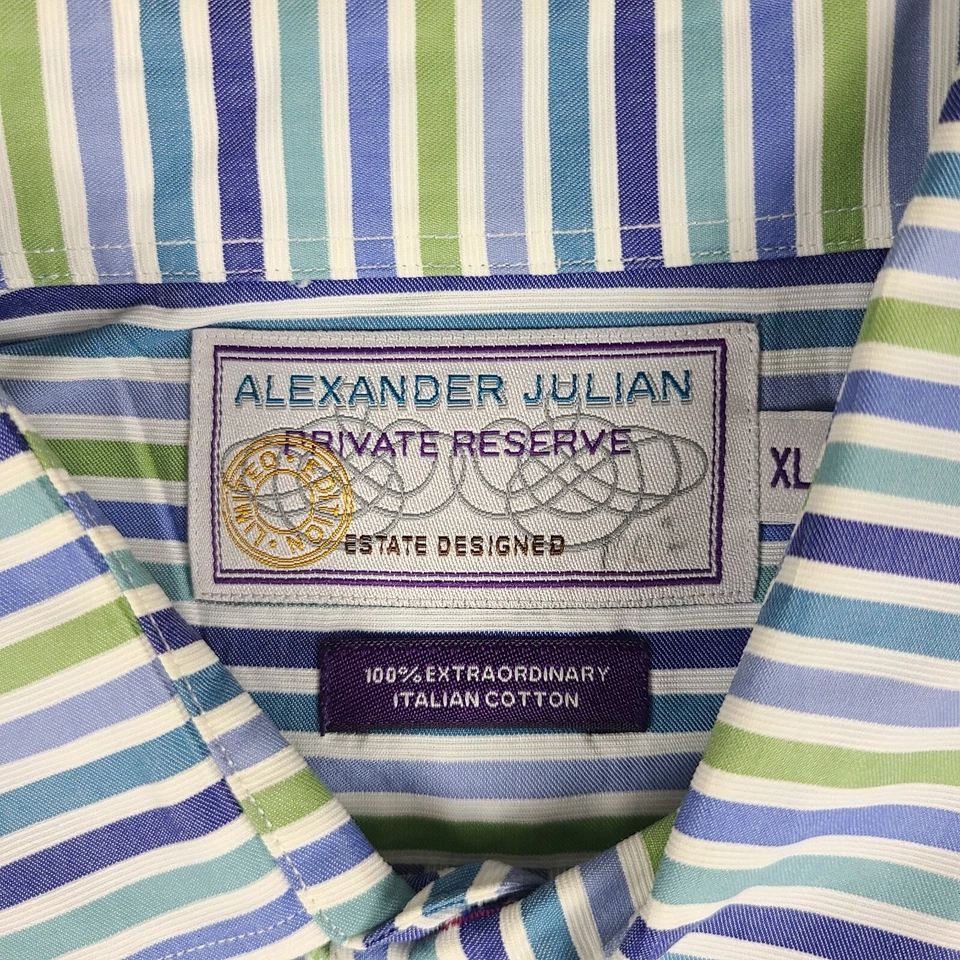 ALEXANDER JULIAN
PRIVATE RESERVE
LIMITED • EDITION •
ESTATE DESIGNED
XL
100% EXTRAORDINARY
ITALIAN COTTON